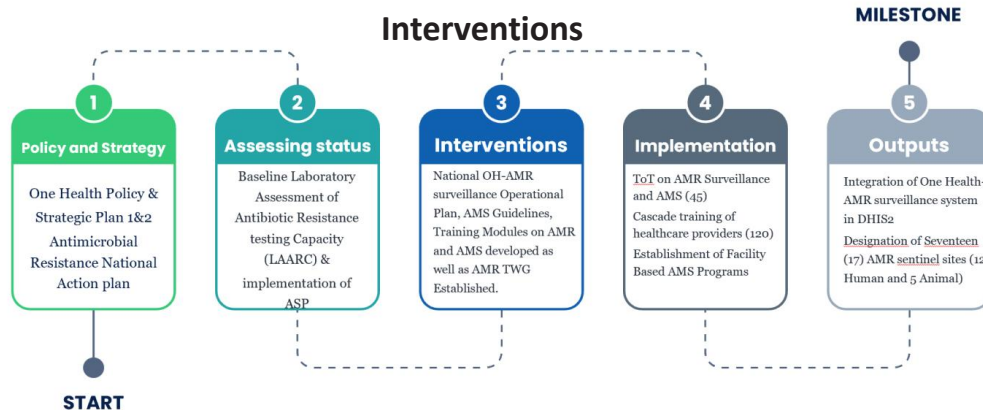 Interventions
MILESTONE
1
Policy and Strategy
One Health Policy &
Strategic Plan 1&2
Antimicrobial
Resistance National
Action plan
START
2
Assessing status
Baseline Laboratory
Assessment of
Antibiotic Resistance
testing Capacity
(LAARC) &
implementation of
ASP
3
Interventions
National OH-AMR
surveillance Operational
Plan, AMS Guidelines,
Training Modules on AMR
and AMS developed as
well as AMR TWG
Established.
4
Implementation
ToT on AMR Surveillance
and AMS (45)
Cascade training of
healthcare providers (120)
Establishment of Facility
Based AMS Programs
5
Outputs
Integration of One Health-
AMR surveillance system
in DHIS2
Designation of Seventeen
(17) AMR sentinel sites (12
Human and 5 Animal)